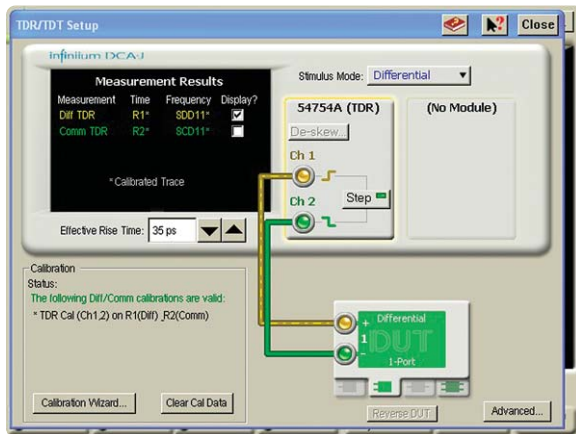 TDR/TDT Setup
Close
infiniium DCA-J
Measurement Results
Measurement Time Frequency Display?
Diff TDR R1* SDD11*
Comm TDR R2* SCD11*
* Calibrated Trace
Effective Rise Time: 35 ps
Stimulus Mode: Differential
54754A (TDR)
De-skew...
Ch 1
Ch 2
Step
(No Module)
Calibration
Status:
The following Diff/Comm calibrations are valid:
* TDR Cal (Ch1,2) on R1(Diff) ,R2(Comm)
Calibration Wizard...
Clear Cal Data
Differential
+
1
DUT
-
1-Port
Reverse DUT
Advanced...